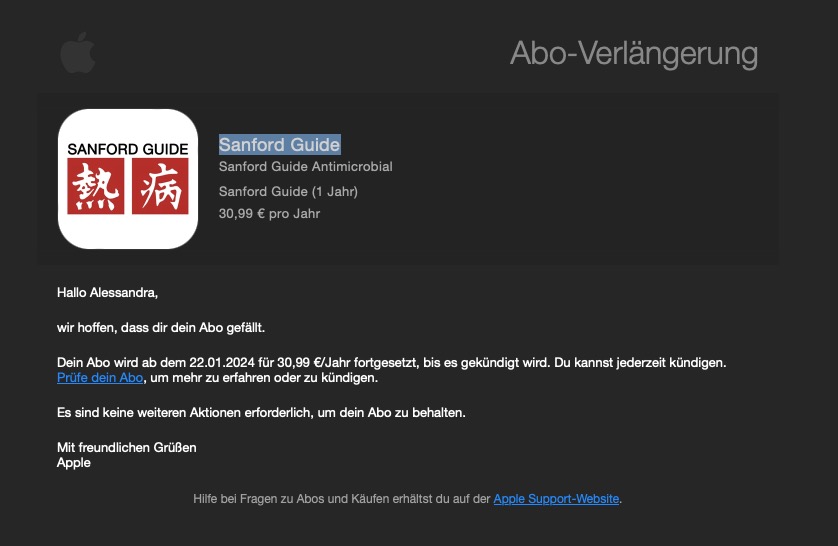 Abo-Verlängerung
SANFORD GUIDE
熱病
Sanford Guide
Sanford Guide Antimicrobial
Sanford Guide (1 Jahr)
30,99 € pro Jahr
Hallo Alessandra,
wir hoffen, dass dir dein Abo gefällt.
Dein Abo wird ab dem 22.01.2024 für 30,99 €/Jahr fortgesetzt, bis es gekündigt wird. Du kannst jederzeit kündigen.
Prüfe dein Abo, um mehr zu erfahren oder zu kündigen.
Es sind keine weiteren Aktionen erforderlich, um dein Abo zu behalten.
Mit freundlichen Grüßen
Apple
Hilfe bei Fragen zu Abos und Käufen erhältst du auf der Apple Support-Website.